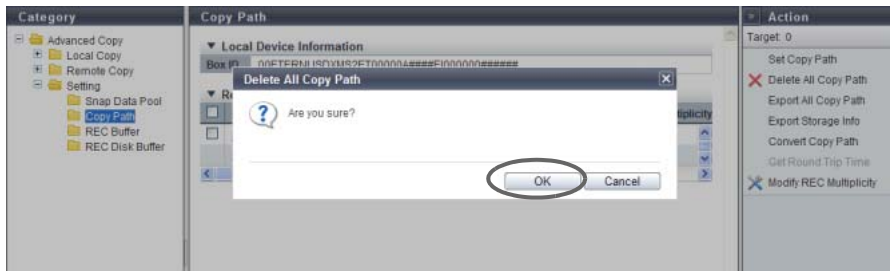 Category
Advanced Copy
Local Copy
Remote Copy
Setting
Snap Data Pool
Copy Path
REC Buffer
REC Disk Buffer
Copy Path
Local Device Information
Box ID 00ETERNUSDXMS2ET00000A####EI000000######
Delete All Copy Path
Are you sure?
OK Cancel
tiplicity
Action
Target: 0
Set Copy Path
Delete All Copy Path
Export All Copy Path
Export Storage Info
Convert Copy Path
Get Round Trip Time
Modify REC Multiplicity